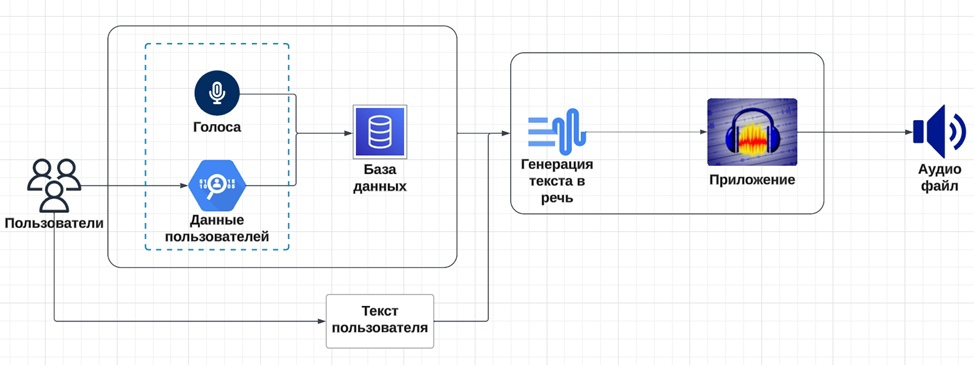 Голоса
База
данных
Данные
пользователей
Пользователи
Текст
пользователя
Генерация
текста в
речь
Приложение
Аудио
файл